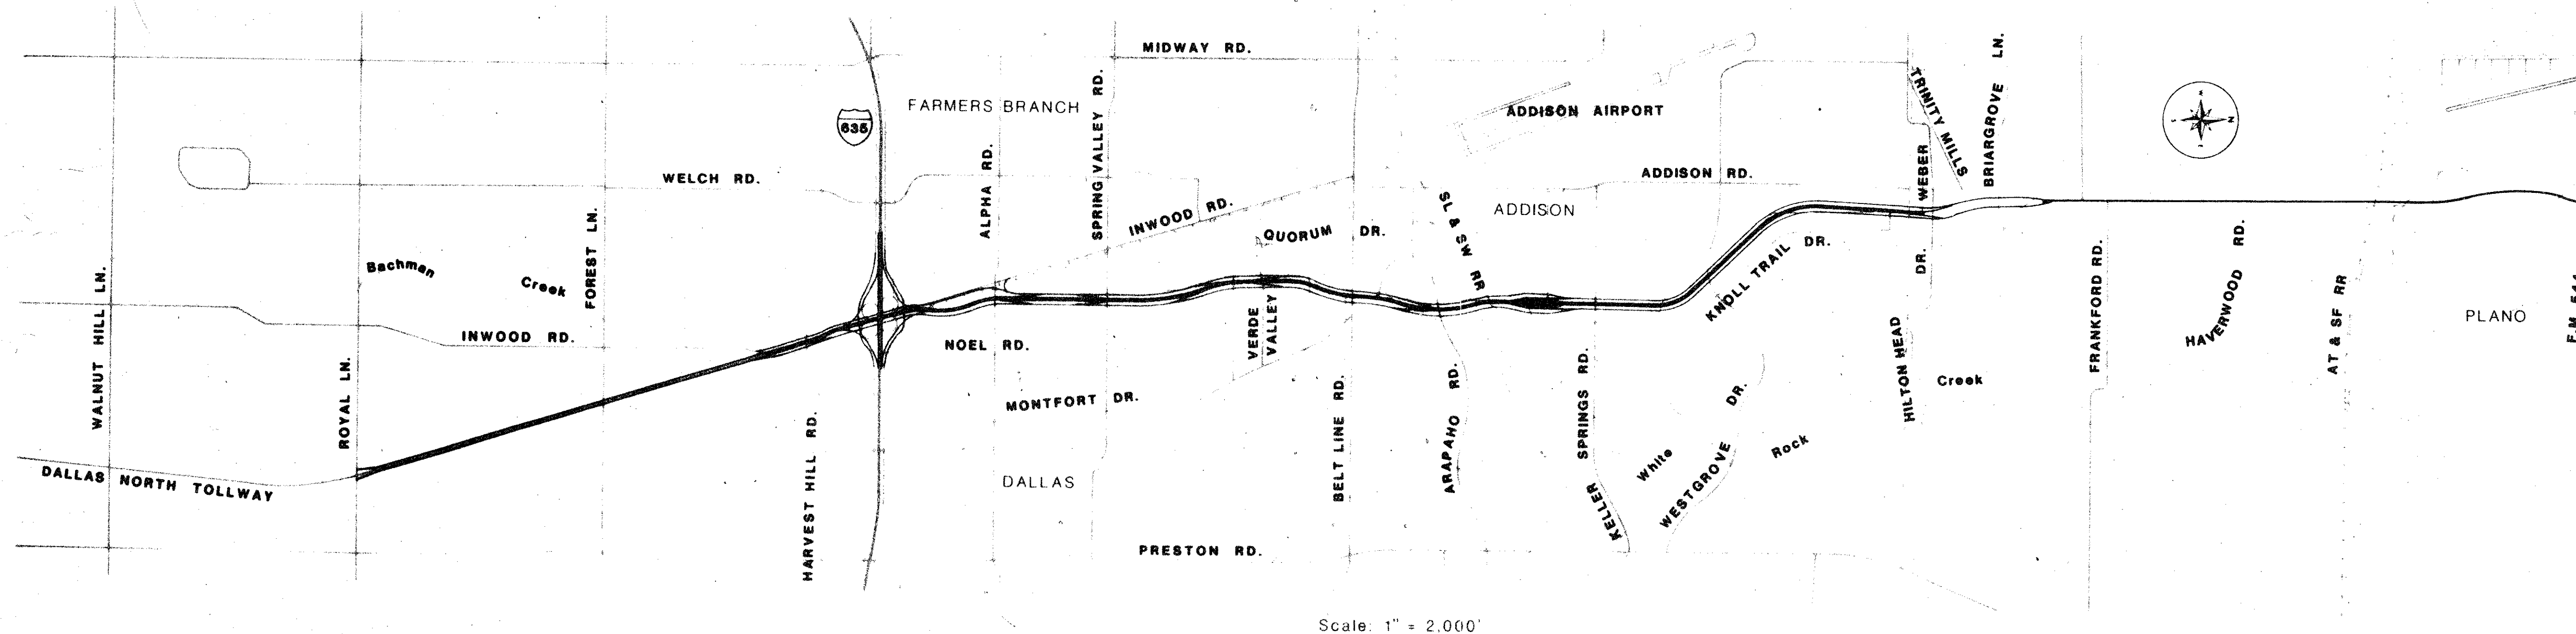 MIDWAY RD.
FARMERS BRANCH
635
ADDISON AIRPORT
TRINITY MILLS
BRIARGROVE LN.
WELCH RD.
ALPHA RD.
SPRING VALLEY RD.
INWOOD RD.
QUORUM DR.
SL & SW RR
ADDISON
ADDISON RD.
WEBER
N
WALNUT HILL LN.
Bachman Creek
FOREST LN.
INWOOD RD.
ROYAL LN.
NOEL RD.
VERDE VALLEY
KNOLL TRAIL DR.
HILTON HEAD DR.
FRANKFORD RD.
HAVERWOOD RD.
AT & SF RR
PLANO
DALLAS NORTH TOLLWAY
HARVEST HILL RD.
MONTFORT DR.
DALLAS
BELT LINE RD.
ARAPAHO RD.
KELLER SPRINGS RD.
White Rock Creek
WESTGROVE DR.
PRESTON RD.
Scale: 1" = 2,000'